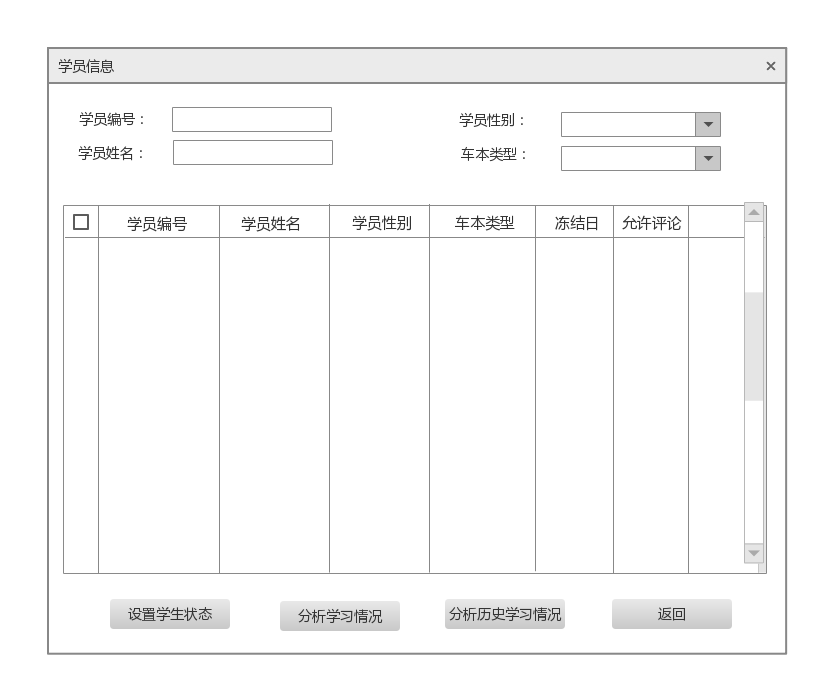 学员信息 ×
学员编号： 学员性别：
学员姓名： 车本类型：
学员编号 学员姓名 学员性别 车本类型 冻结日 允许评论
设置学生状态 分析学习情况 分析历史学习情况 返回